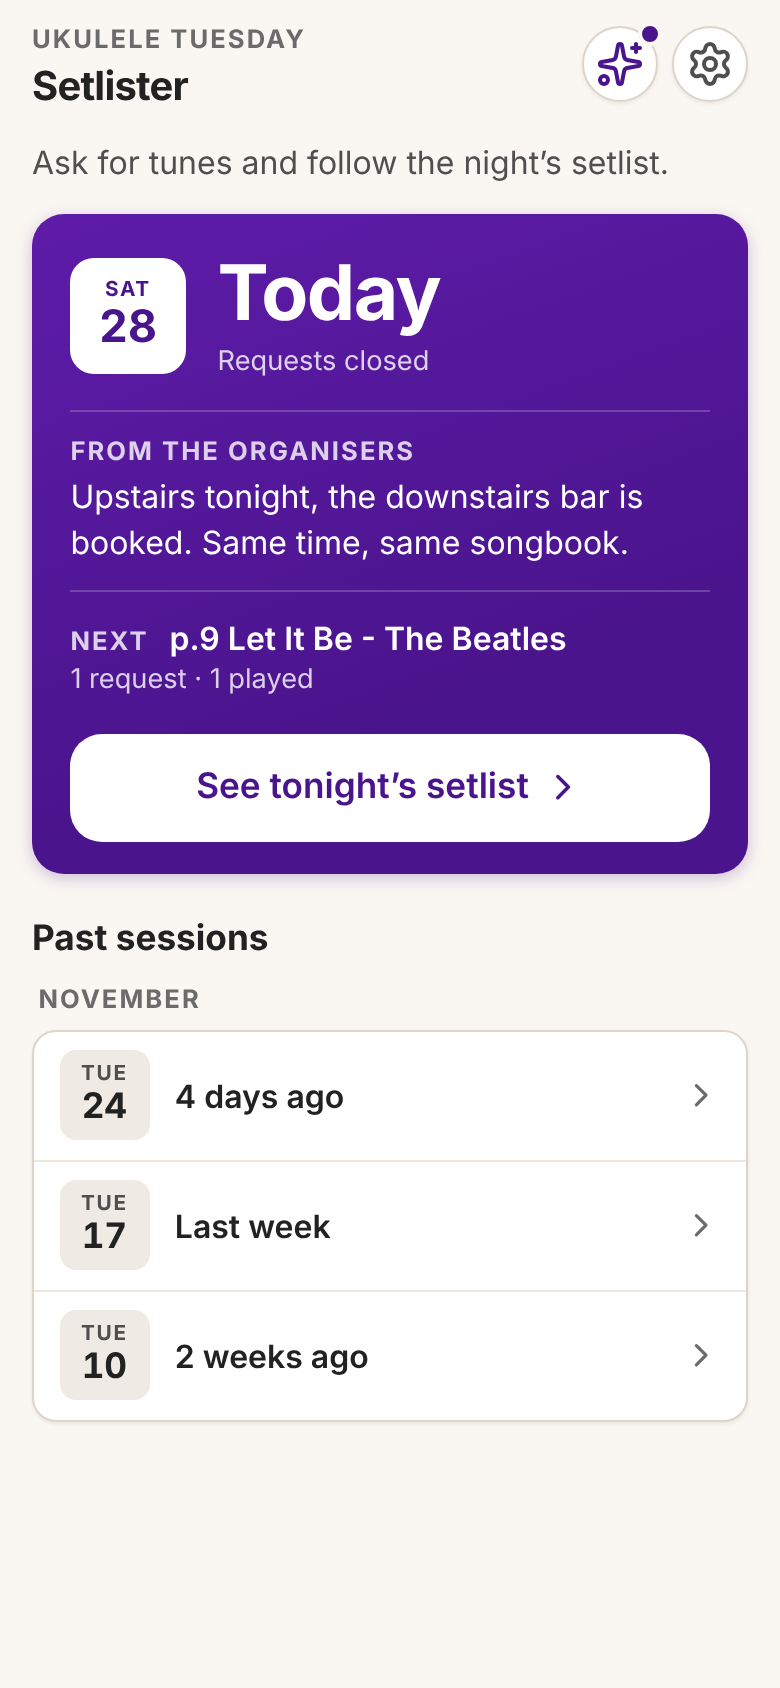 UKULELE TUESDAY
Setlister
Ask for tunes and follow the night’s setlist.
SAT
28
Today
Requests closed
FROM THE ORGANISERS
Upstairs tonight, the downstairs bar is
booked. Same time, same songbook.
NEXT p.9 Let It Be - The Beatles
1 request · 1 played
See tonight’s setlist
Past sessions
NOVEMBER
TUE
24
4 days ago
TUE
17
Last week
TUE
10
2 weeks ago